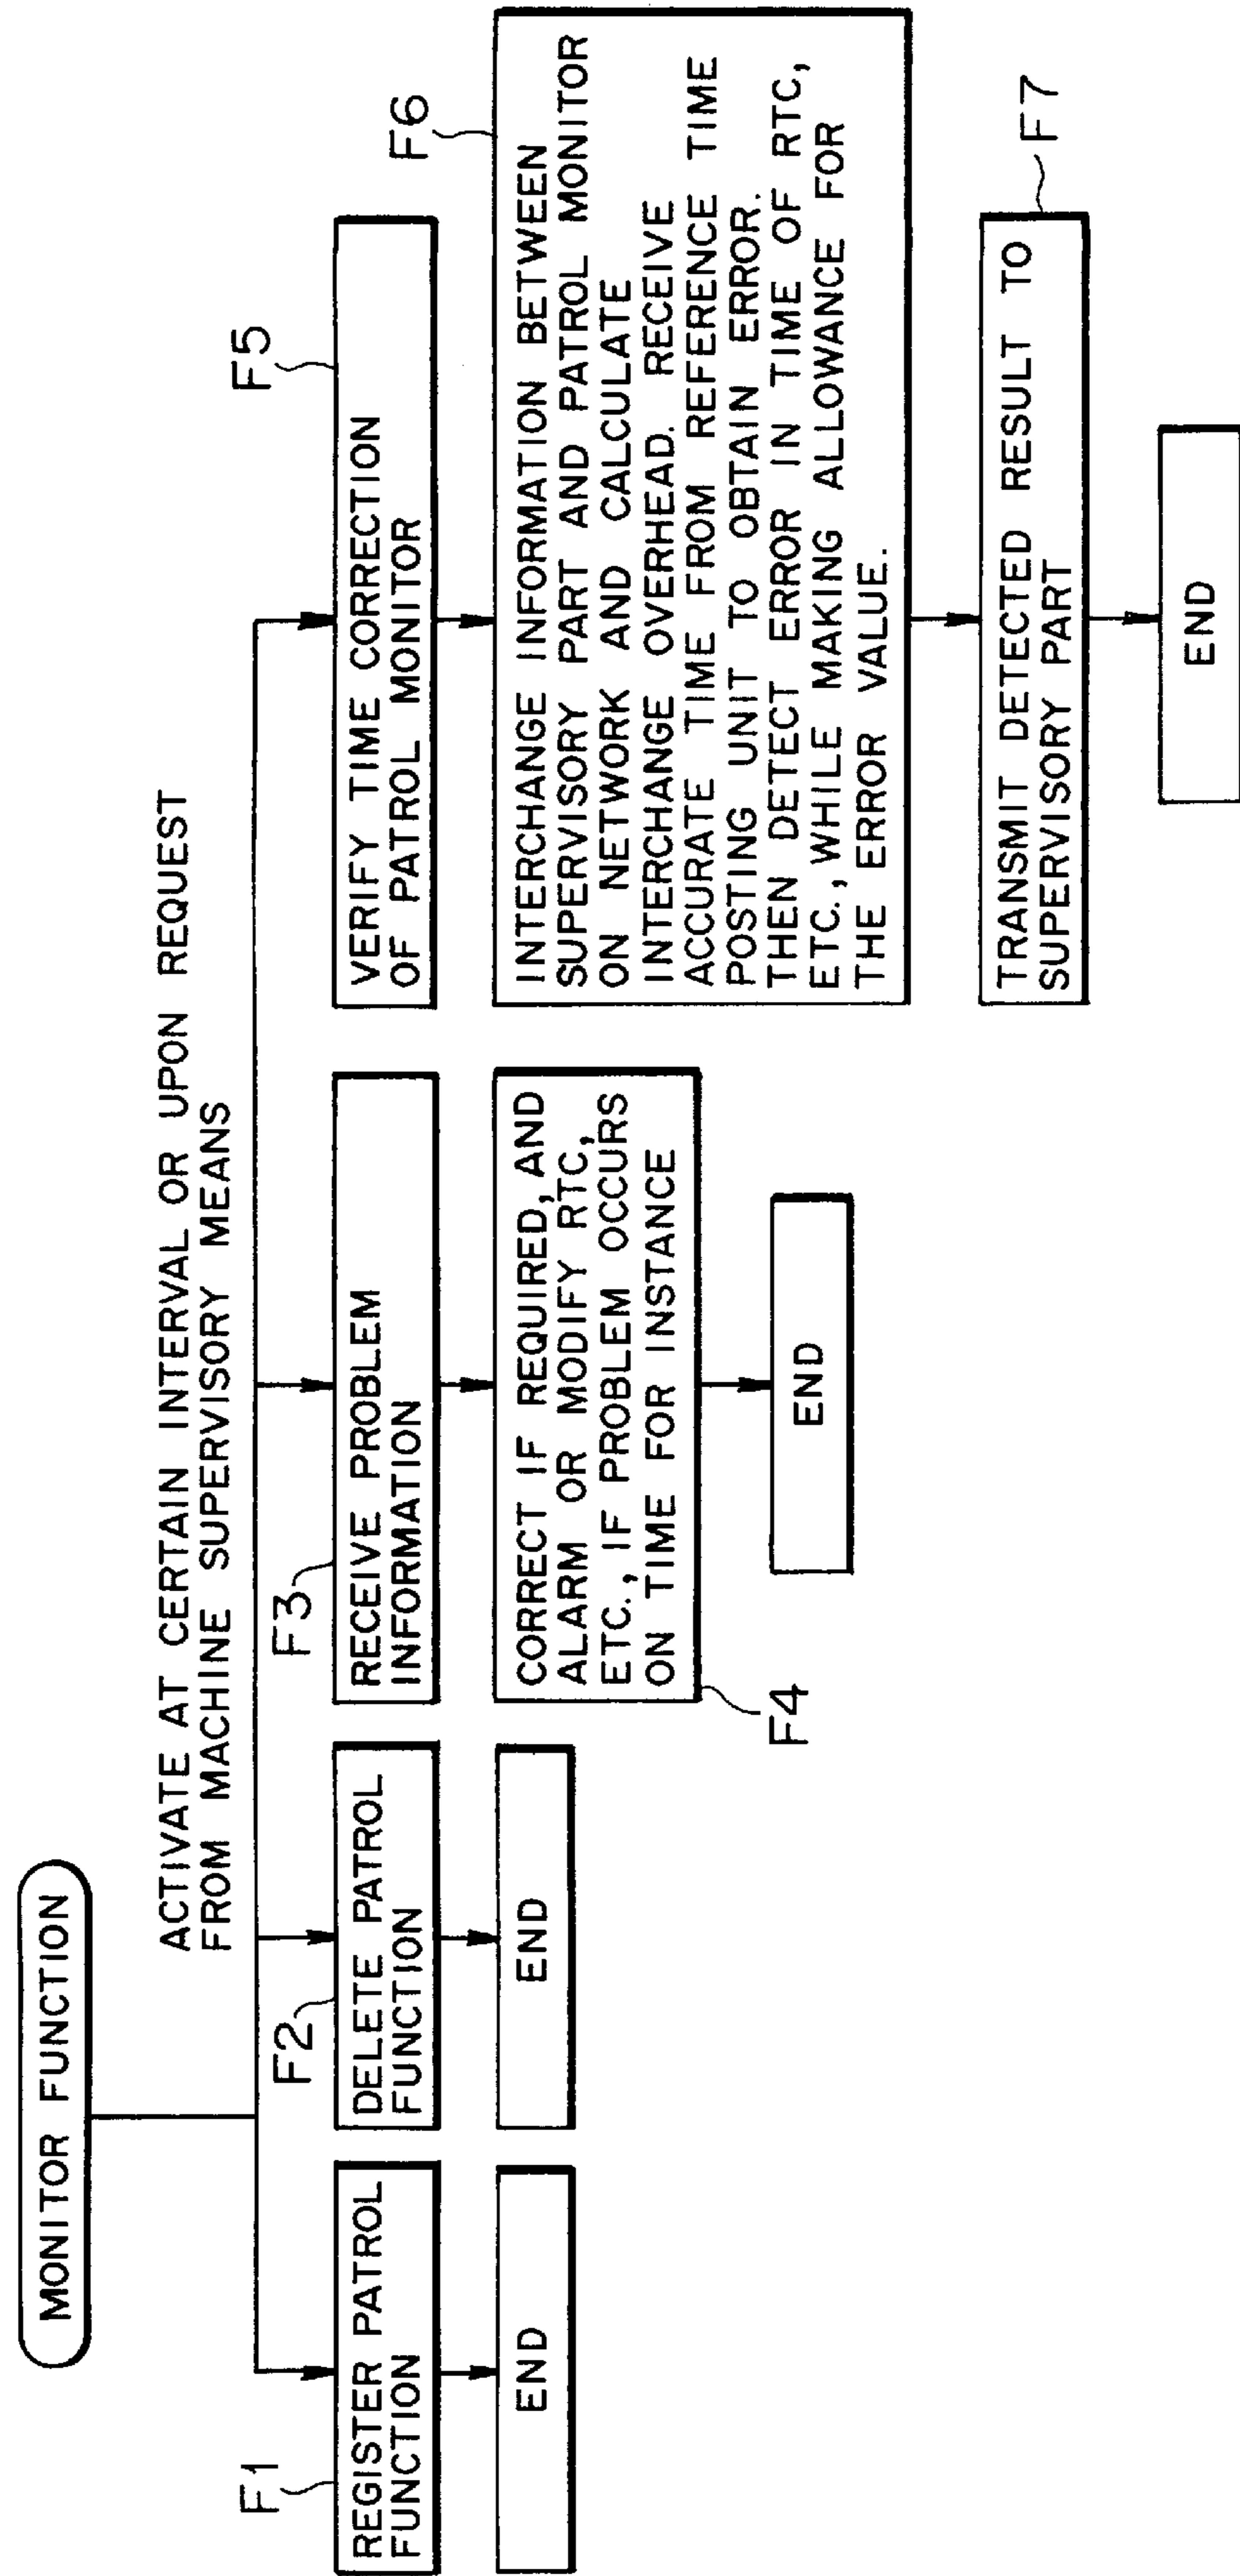 MONITOR FUNCTION
ACTIVATE AT CERTAIN INTERVAL OR UPON REQUEST
FROM MACHINE SUPERVISORY MEANS
F1
REGISTER PATROL
FUNCTION
END
F2
DELETE PATROL
FUNCTION
END
F3
RECEIVE PROBLEM
INFORMATION
CORRECT IF REQUIRED, AND
ALARM OR MODIFY RTC,
ETC., IF PROBLEM OCCURS
ON TIME FOR INSTANCE
F4
END
F5
VERIFY TIME CORRECTION
OF PATROL MONITOR
F6
INTERCHANGE INFORMATION BETWEEN
SUPERVISORY PART AND PATROL MONITOR
ON NETWORK AND CALCULATE
INTERCHANGE OVERHEAD. RECEIVE
ACCURATE TIME FROM REFERENCE TIME
POSTING UNIT TO OBTAIN ERROR.
THEN DETECT ERROR IN TIME OF RTC,
ETC., WHILE MAKING ALLOWANCE FOR
THE ERROR VALUE.
F7
TRANSMIT DETECTED RESULT TO
SUPERVISORY PART
END